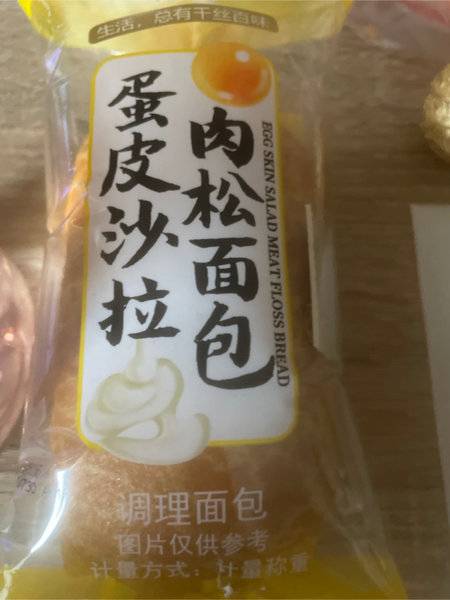 生活，总有千丝百味
蛋皮沙拉
肉松面包
EGG SKIN SALAD MEAT FLOSS BREAD
调理面包
图片仅供参考
计量方式：计量称重